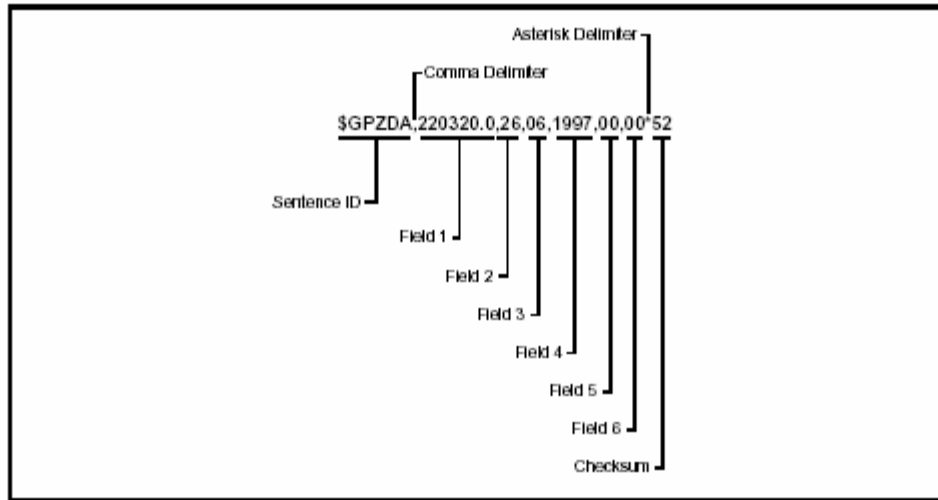 Asterisk Delimiter
Comma Delimiter
$GPZDA,220320.0,26,06,1997,00,00*52
Sentence ID
Field 1
Field 2
Field 3
Field 4
Field 5
Field 6
Checksum